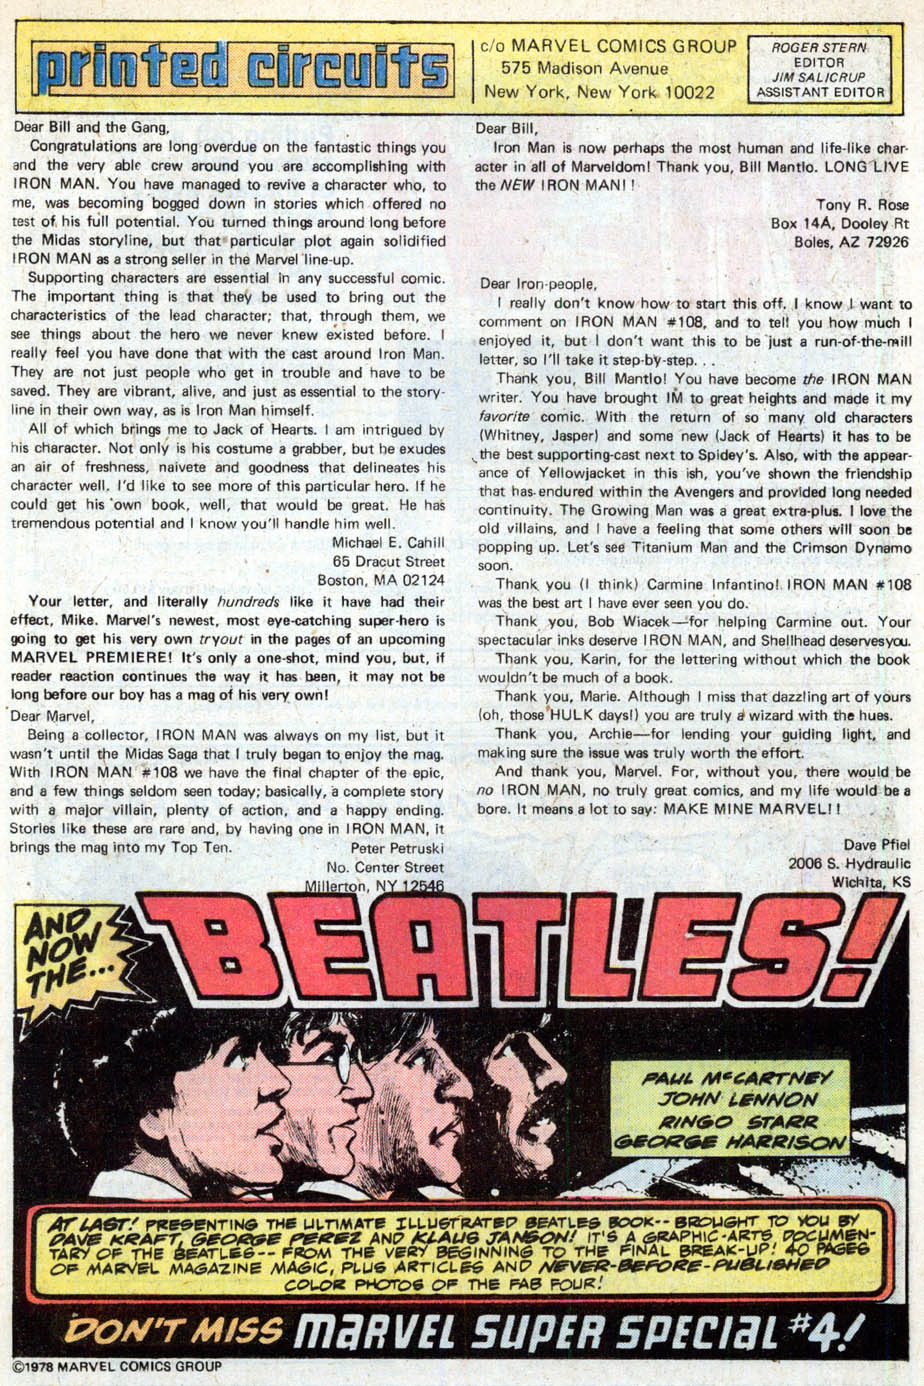 printed circuits
c/o MARVEL COMICS GROUP
575 Madison Avenue
New York, New York 10022
ROGER STERN
EDITOR
JIM SALICRUP
ASSISTANT EDITOR
Dear Bill and the Gang,
Congratulations are long overdue on the fantastic things you
and the very able crew around you are accomplishing with
IRON MAN. You have managed to revive a character who, to
me, was becoming bogged down in stories which offered no
test of his full potential. You turned things around long before
the Midas storyline, but that particular plot again solidified
IRON MAN as a strong seller in the Marvel line-up.
Supporting characters are essential in any successful comic.
The important thing is that they be used to bring out the
characteristics of the lead character; that, through them, we
see things about the hero we never knew existed before. I
really feel you have done that with the cast around Iron Man.
They are not just people who get in trouble and have to be
saved. They are vibrant, alive, and just as essential to the story-
line in their own way, as is Iron Man himself.
All of which brings me to Jack of Hearts. I am intrigued by
his character. Not only is his costume a grabber, but he exudes
an air of freshness, naivete and goodness that delineates his
character well. I'd like to see more of this particular hero. If he
could get his own book, well, that would be great. He has
tremendous potential and I know you'll handle him well.
Michael E. Cahill
65 Dracut Street
Boston, MA 02124
Your letter, and literally hundreds like it have had their
effect, Mike. Marvel's newest, most eye-catching super-hero is
going to get his very own tryout in the pages of an upcoming
MARVEL PREMIERE! It's only a one-shot, mind you, but, if
reader reaction continues the way it has been, it may not be
long before our boy has a mag of his very own!
Dear Marvel,
Being a collector, IRON MAN was always on my list, but it
wasn't until the Midas Saga that I truly began to enjoy the mag.
With IRON MAN #108 we have the final chapter of the epic,
and a few things seldom seen today; basically, a complete story
with a major villain, plenty of action, and a happy ending.
Stories like these are rare and, by having one in IRON MAN, it
brings the mag into my Top Ten. Peter Petruski
No. Center Street
Millerton, NY 12546
Dear Bill,
Iron Man is now perhaps the most human and life-like char-
acter in all of Marveldom! Thank you, Bill Mantlo. LONG LIVE
the NEW IRON MAN!!
Tony R. Rose
Box 14A, Dooley Rt
Boles, AZ 72926
Dear Iron-people,
I really don't know how to start this off. I know I want to
comment on IRON MAN #108, and to tell you how much I
enjoyed it, but I don't want this to be just a run-of-the-mill
letter, so I'll take it step-by-step. . .
Thank you, Bill Mantlo! You have become the IRON MAN
writer. You have brought IM to great heights and made it my
favorite comic. With the return of so many old characters
(Whitney, Jasper) and some new (Jack of Hearts) it has to be
the best supporting-cast next to Spidey's. Also, with the appear-
ance of Yellowjacket in this ish, you've shown the friendship
that has endured within the Avengers and provided long needed
continuity. The Growing Man was a great extra-plus. I love the
old villains, and I have a feeling that some others will soon be
popping up. Let's see Titanium Man and the Crimson Dynamo
soon.
Thank you (I think) Carmine Infantino! IRON MAN #108
was the best art I have ever seen you do.
Thank you, Bob Wiacek—for helping Carmine out. Your
spectacular inks deserve IRON MAN, and Shellhead deserves you.
Thank you, Karin, for the lettering without which the book
wouldn't be much of a book.
Thank you, Marie. Although I miss that dazzling art of yours
(oh, those HULK days!) you are truly a wizard with the hues.
Thank you, Archie—for lending your guiding light, and
making sure the issue was truly worth the effort.
And thank you, Marvel. For, without you, there would be
no IRON MAN, no truly great comics, and my life would be a
bore. It means a lot to say: MAKE MINE MARVEL!!
Dave Pfiel
2006 S. Hydraulic
Wichita, KS
AND
NOW
THE...
BEATLES!
PAUL McCARTNEY
JOHN LENNON
RINGO STARR
GEORGE HARRISON
AT LAST! PRESENTING THE ULTIMATE ILLUSTRATED BEATLES BOOK-- BROUGHT TO YOU BY
DAVE KRAFT, GEORGE PEREZ AND KLAUS JANSON! IT'S A GRAPHIC-ARTS DOCUMEN-
TARY OF THE BEATLES-- FROM THE VERY BEGINNING TO THE FINAL BREAK-UP! 40 PAGES
OF MARVEL MAGAZINE MAGIC, PLUS ARTICLES AND NEVER-BEFORE-PUBLISHED
COLOR PHOTOS OF THE FAB FOUR!
DON'T MISS MARVEL SUPER SPECIAL #4!
©1978 MARVEL COMICS GROUP